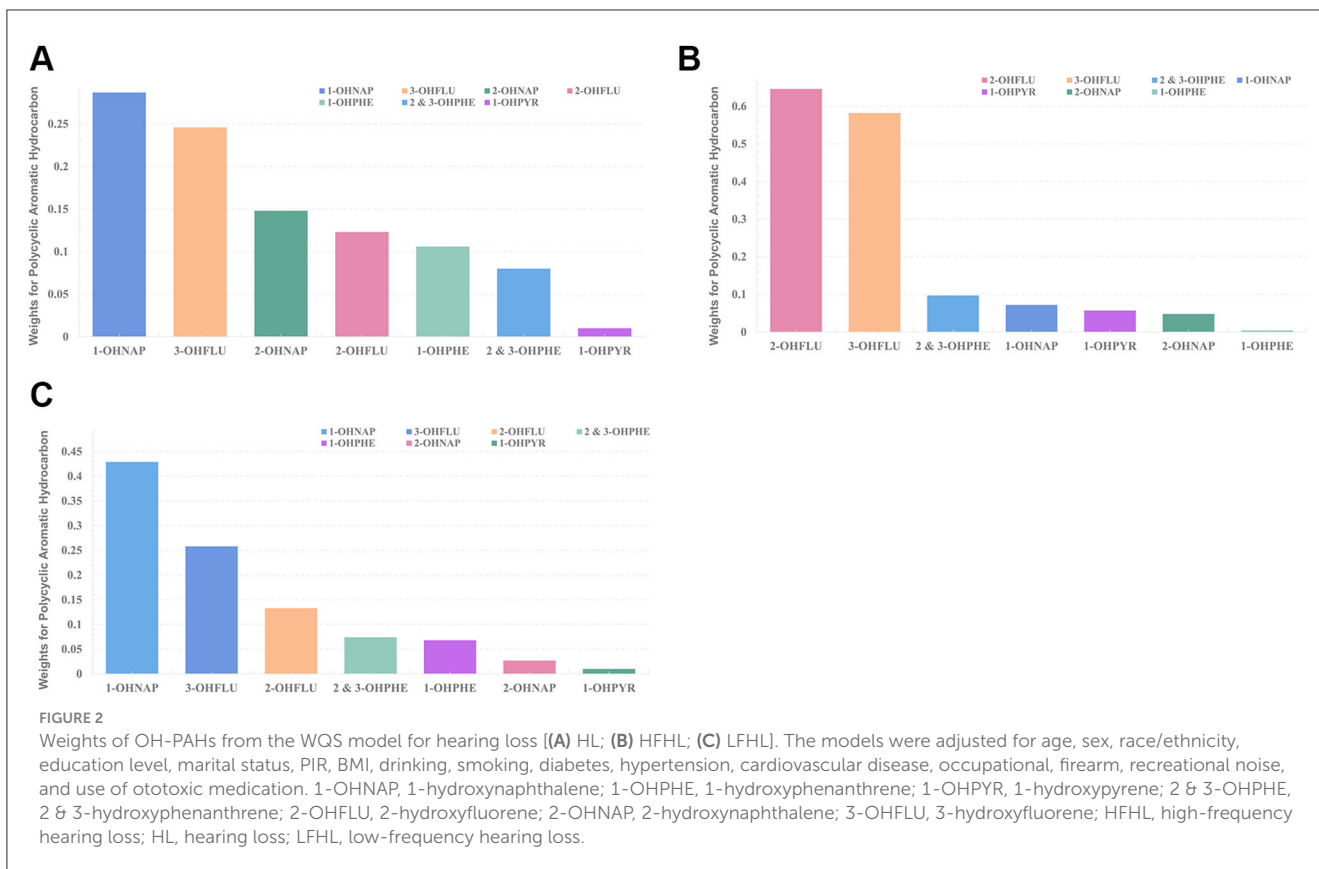 A
Weights for Polycyclic Aromatic Hydrocarbon
1-OHNAP 3-OHFLU 2-OHNAP 2-OHFLU
1-OHPHE 2 & 3-OHPHE 1-OHPYR
0.25
0.2
0.15
0.1
0.05
0
1-OHNAP 3-OHFLU 2-OHNAP 2-OHFLU 1-OHPHE 2 & 3-OHPHE 1-OHPYR
B
Weights for Polycyclic Aromatic Hydrocarbon
2-OHFLU 3-OHFLU 2 & 3-OHPHE 1-OHNAP
1-OHPYR 2-OHNAP 1-OHPHE
0.6
0.5
0.4
0.3
0.2
0.1
0
2-OHFLU 3-OHFLU 2 & 3-OHPHE 1-OHNAP 1-OHPYR 2-OHNAP 1-OHPHE
C
Weights for Polycyclic Aromatic Hydrocarbon
1-OHNAP 3-OHFLU 2-OHFLU 2 & 3-OHPHE
1-OHPHE 2-OHNAP 1-OHPYR
0.45
0.4
0.35
0.3
0.25
0.2
0.15
0.1
0.05
0
1-OHNAP 3-OHFLU 2-OHFLU 2 & 3-OHPHE 1-OHPHE 2-OHNAP 1-OHPYR
FIGURE 2
Weights of OH-PAHs from the WQS model for hearing loss [(A) HL; (B) HFHL; (C) LFHL]. The models were adjusted for age, sex, race/ethnicity,
education level, marital status, PIR, BMI, drinking, smoking, diabetes, hypertension, cardiovascular disease, occupational, firearm, recreational noise,
and use of ototoxic medication. 1-OHNAP, 1-hydroxynaphthalene; 1-OHPHE, 1-hydroxyphenanthrene; 1-OHPYR, 1-hydroxypyrene; 2 & 3-OHPHE,
2 & 3-hydroxyphenanthrene; 2-OHFLU, 2-hydroxyfluorene; 2-OHNAP, 2-hydroxynaphthalene; 3-OHFLU, 3-hydroxyfluorene; HFHL, high-frequency
hearing loss; HL, hearing loss; LFHL, low-frequency hearing loss.